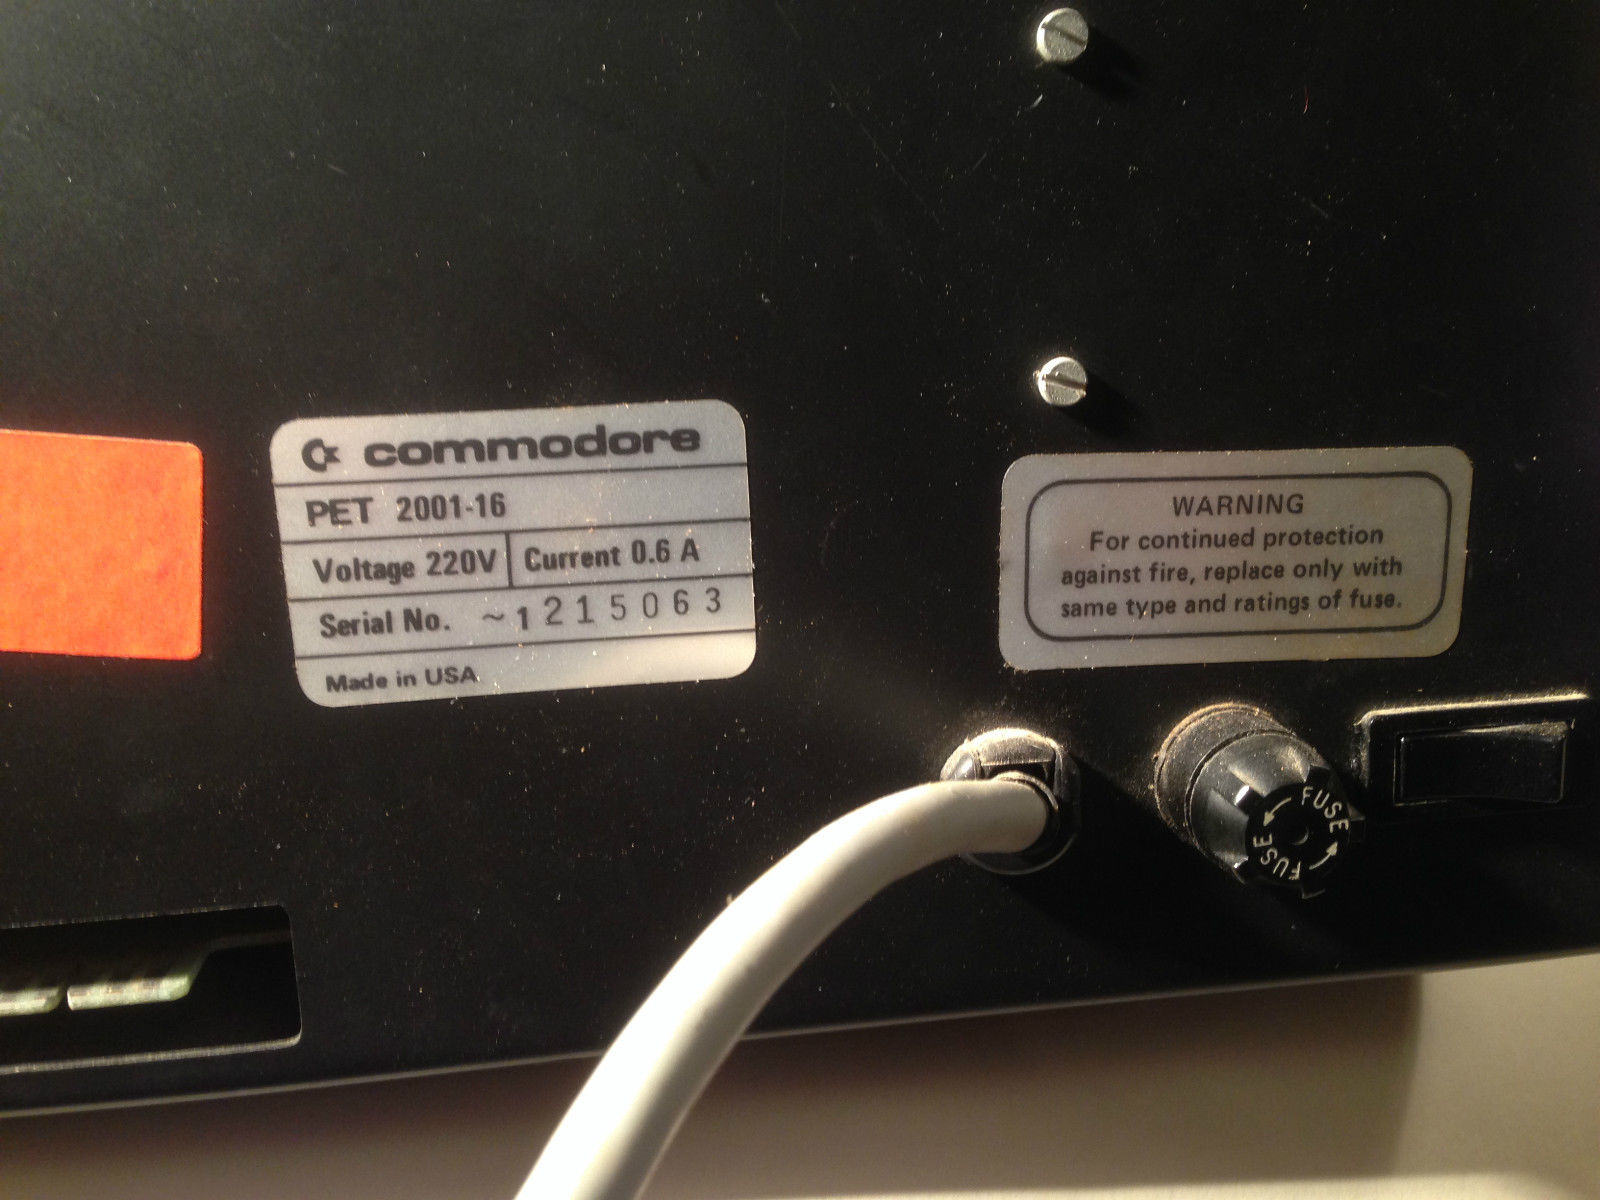 commodore
PET 2001-16
Voltage 220V Current 0.6 A
Serial No. ~1215063
Made in USA
WARNING
For continued protection
against fire, replace only with
same type and ratings of fuse.
FUSE
FUSE